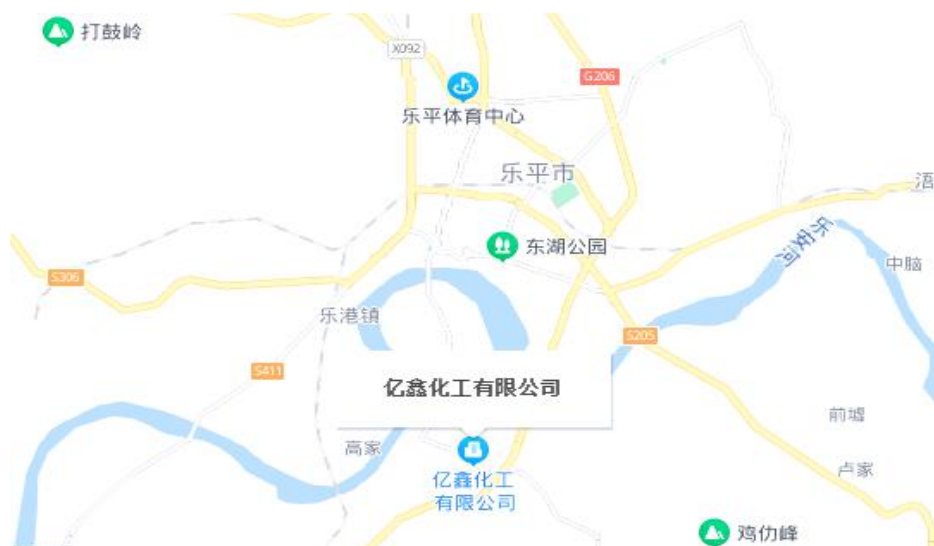 打鼓岭
X092
G206
乐平体育中心
乐平市
浯
乐安河
东湖公园
中脑
S306
乐港镇
S205
S411
亿鑫化工有限公司
前墟
高家
卢家
亿鑫化工
有限公司
鸡仂峰